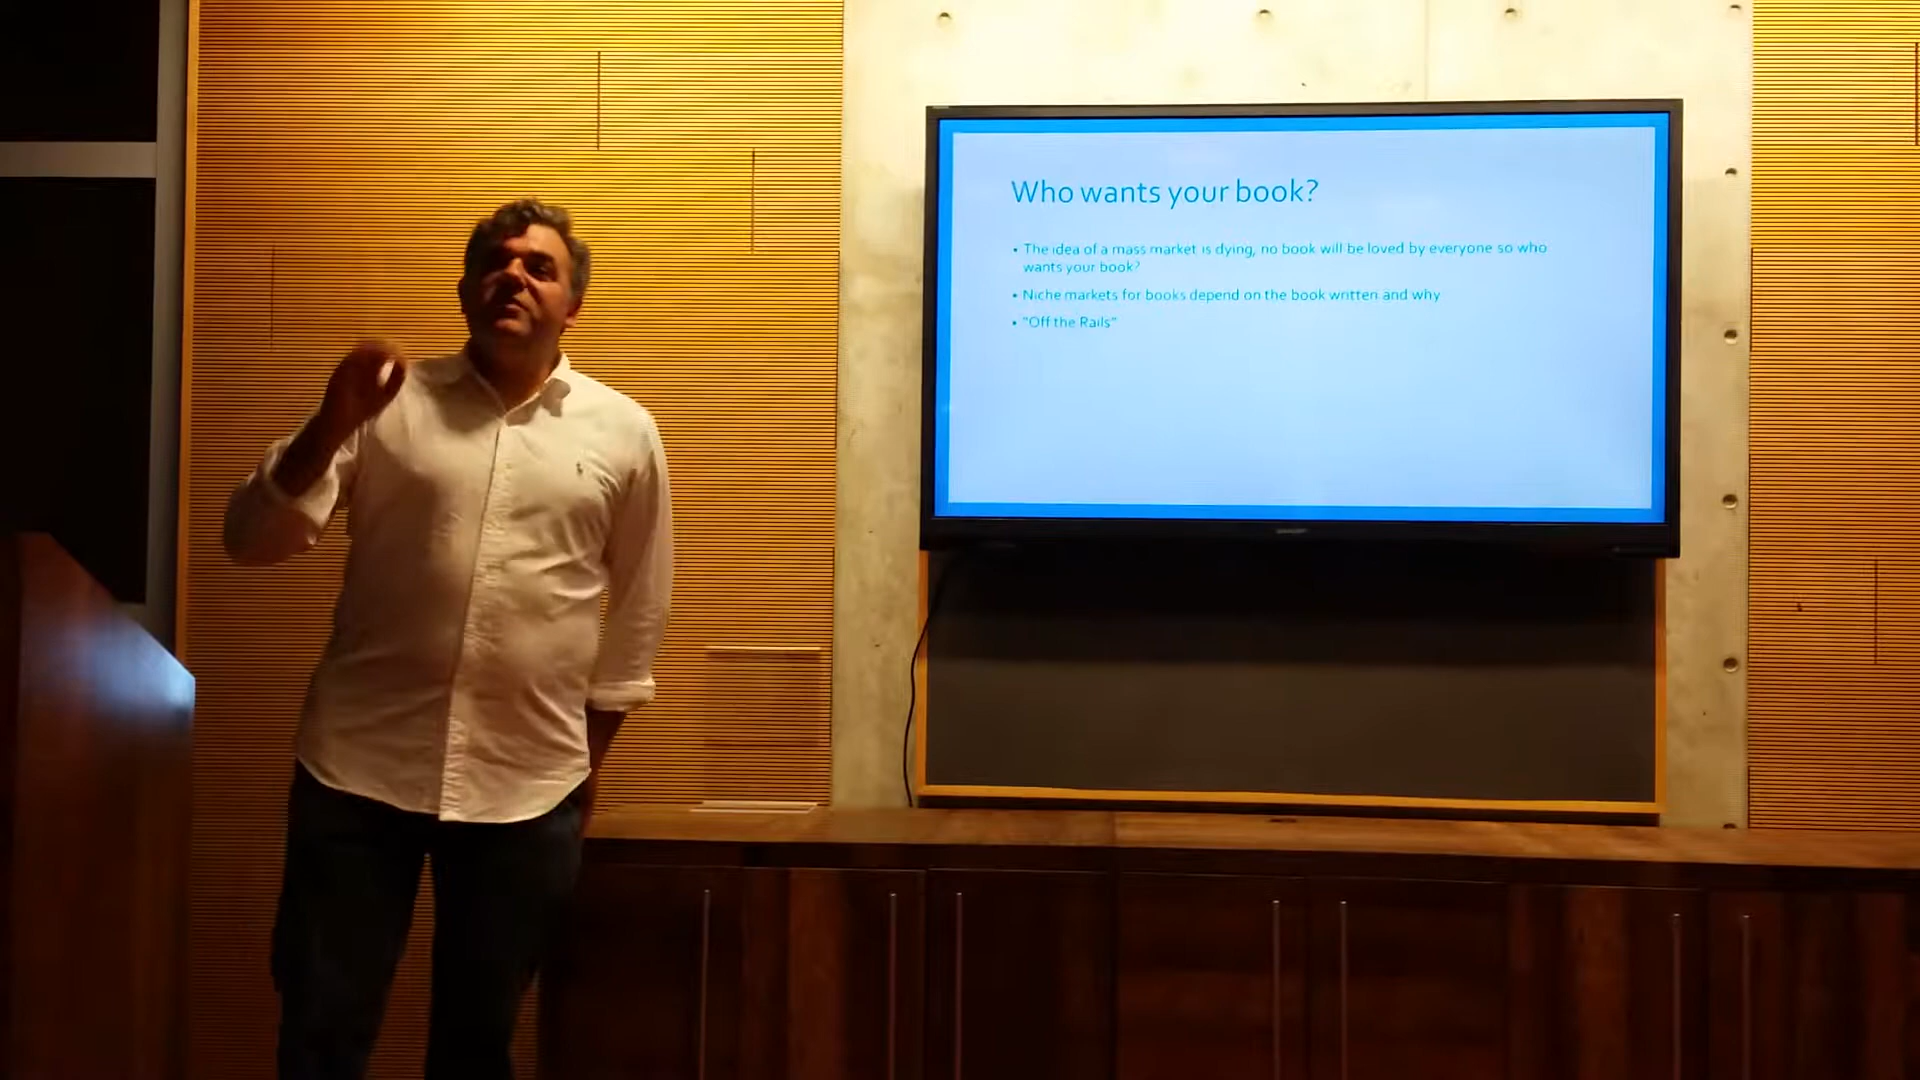 Who wants your book?
• The idea of a mass market is dying, no book will be loved by everyone so who
wants your book?
• Niche markets for books depend on the book written and why
• "Off the Rails"